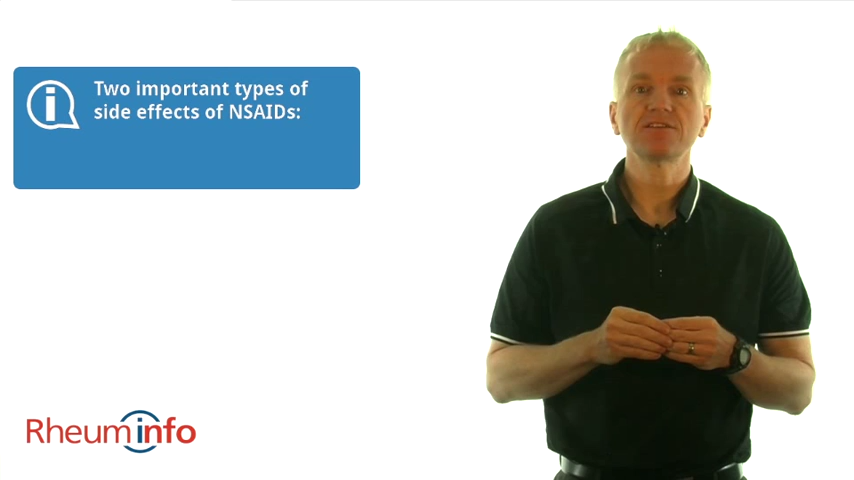 Two important types of
side effects of NSAIDs:
Rheuminfo